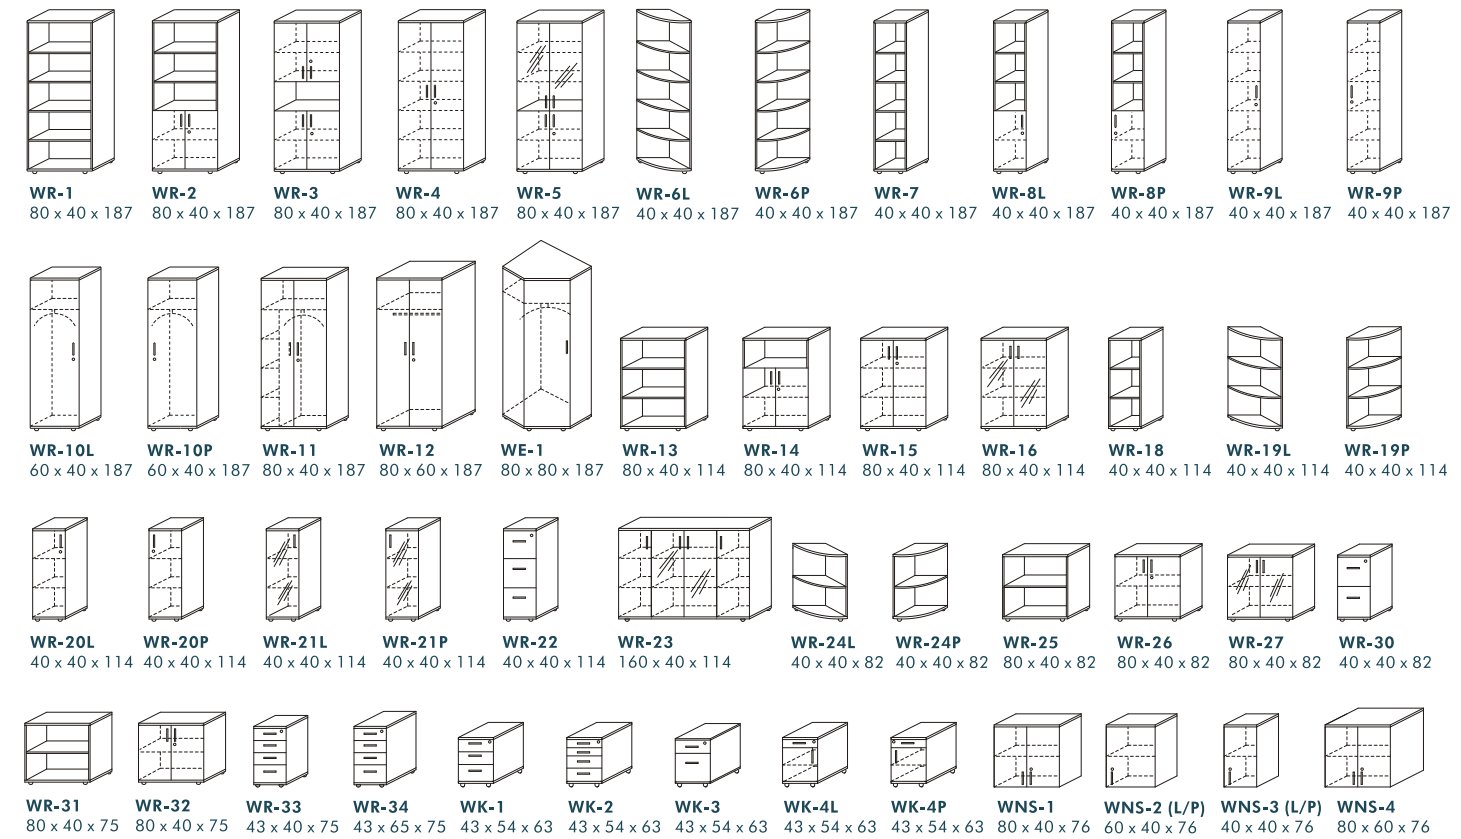 WR-1 WR-2 WR-3 WR-4 WR-5 WR-6L WR-6P WR-7 WR-8L WR-8P WR-9L WR-9P
80 x 40 x 187 80 x 40 x 187 80 x 40 x 187 80 x 40 x 187 80 x 40 x 187 40 x 40 x 187 40 x 40 x 187 40 x 40 x 187 40 x 40 x 187 40 x 40 x 187 40 x 40 x 187 40 x 40 x 187
WR-10L WR-10P WR-11 WR-12 WE-1 WR-13 WR-14 WR-15 WR-16 WR-18 WR-19L WR-19P
60 x 40 x 187 60 x 40 x 187 80 x 40 x 187 80 x 60 x 187 80 x 80 x 187 80 x 40 x 114 80 x 40 x 114 80 x 40 x 114 80 x 40 x 114 40 x 40 x 114 40 x 40 x 114 40 x 40 x 114
WR-20L WR-20P WR-21L WR-21P WR-22 WR-23 WR-24L WR-24P WR-25 WR-26 WR-27 WR-30
40 x 40 x 114 40 x 40 x 114 40 x 40 x 114 40 x 40 x 114 40 x 40 x 114 160 x 40 x 114 40 x 40 x 82 40 x 40 x 82 80 x 40 x 82 80 x 40 x 82 80 x 40 x 82 40 x 40 x 82
WR-31 WR-32 WR-33 WR-34 WK-1 WK-2 WK-3 WK-4L WK-4P WNS-1 WNS-2 (L/P) WNS-3 (L/P) WNS-4
80 x 40 x 75 80 x 40 x 75 43 x 40 x 75 43 x 65 x 75 43 x 54 x 63 43 x 54 x 63 43 x 54 x 63 43 x 54 x 63 43 x 54 x 63 80 x 40 x 76 60 x 40 x 76 40 x 40 x 76 80 x 60 x 76